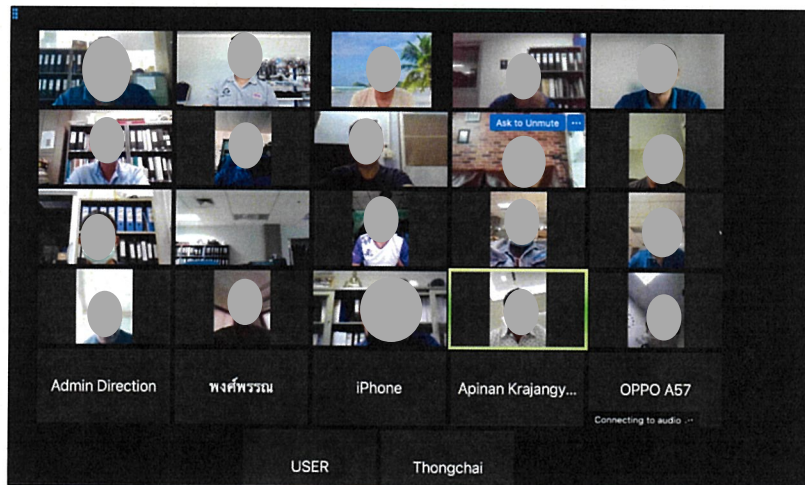 Ask to Unmute ...
Admin Direction
พงศ์พรรณ
iPhone
Apinan Krajangy...
OPPO A57
Connecting to audio ...
USER
Thongchai